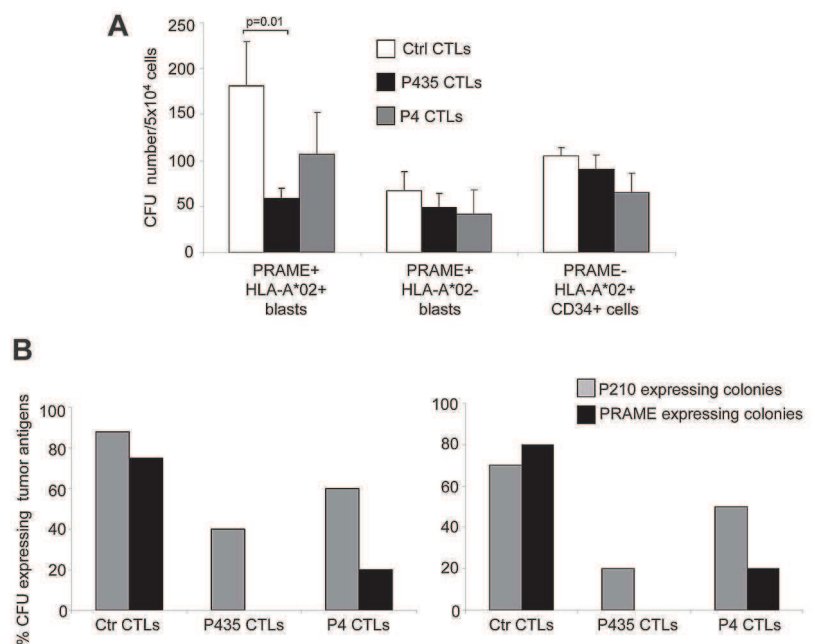 A
p=0.01
Ctrl CTLs
P435 CTLs
P4 CTLs
CFU number/5x10⁴ cells
250
200
150
100
50
0
PRAME+
HLA-A*02+
blasts
PRAME+
HLA-A*02-
blasts
PRAME-
HLA-A*02+
CD34+ cells
B
P210 expressing colonies
PRAME expressing colonies
% CFU expressing tumor antigens
100
80
60
40
20
0
Ctr CTLs
P435 CTLs
P4 CTLs
100
80
60
40
20
0
Ctr CTLs
P435 CTLs
P4 CTLs